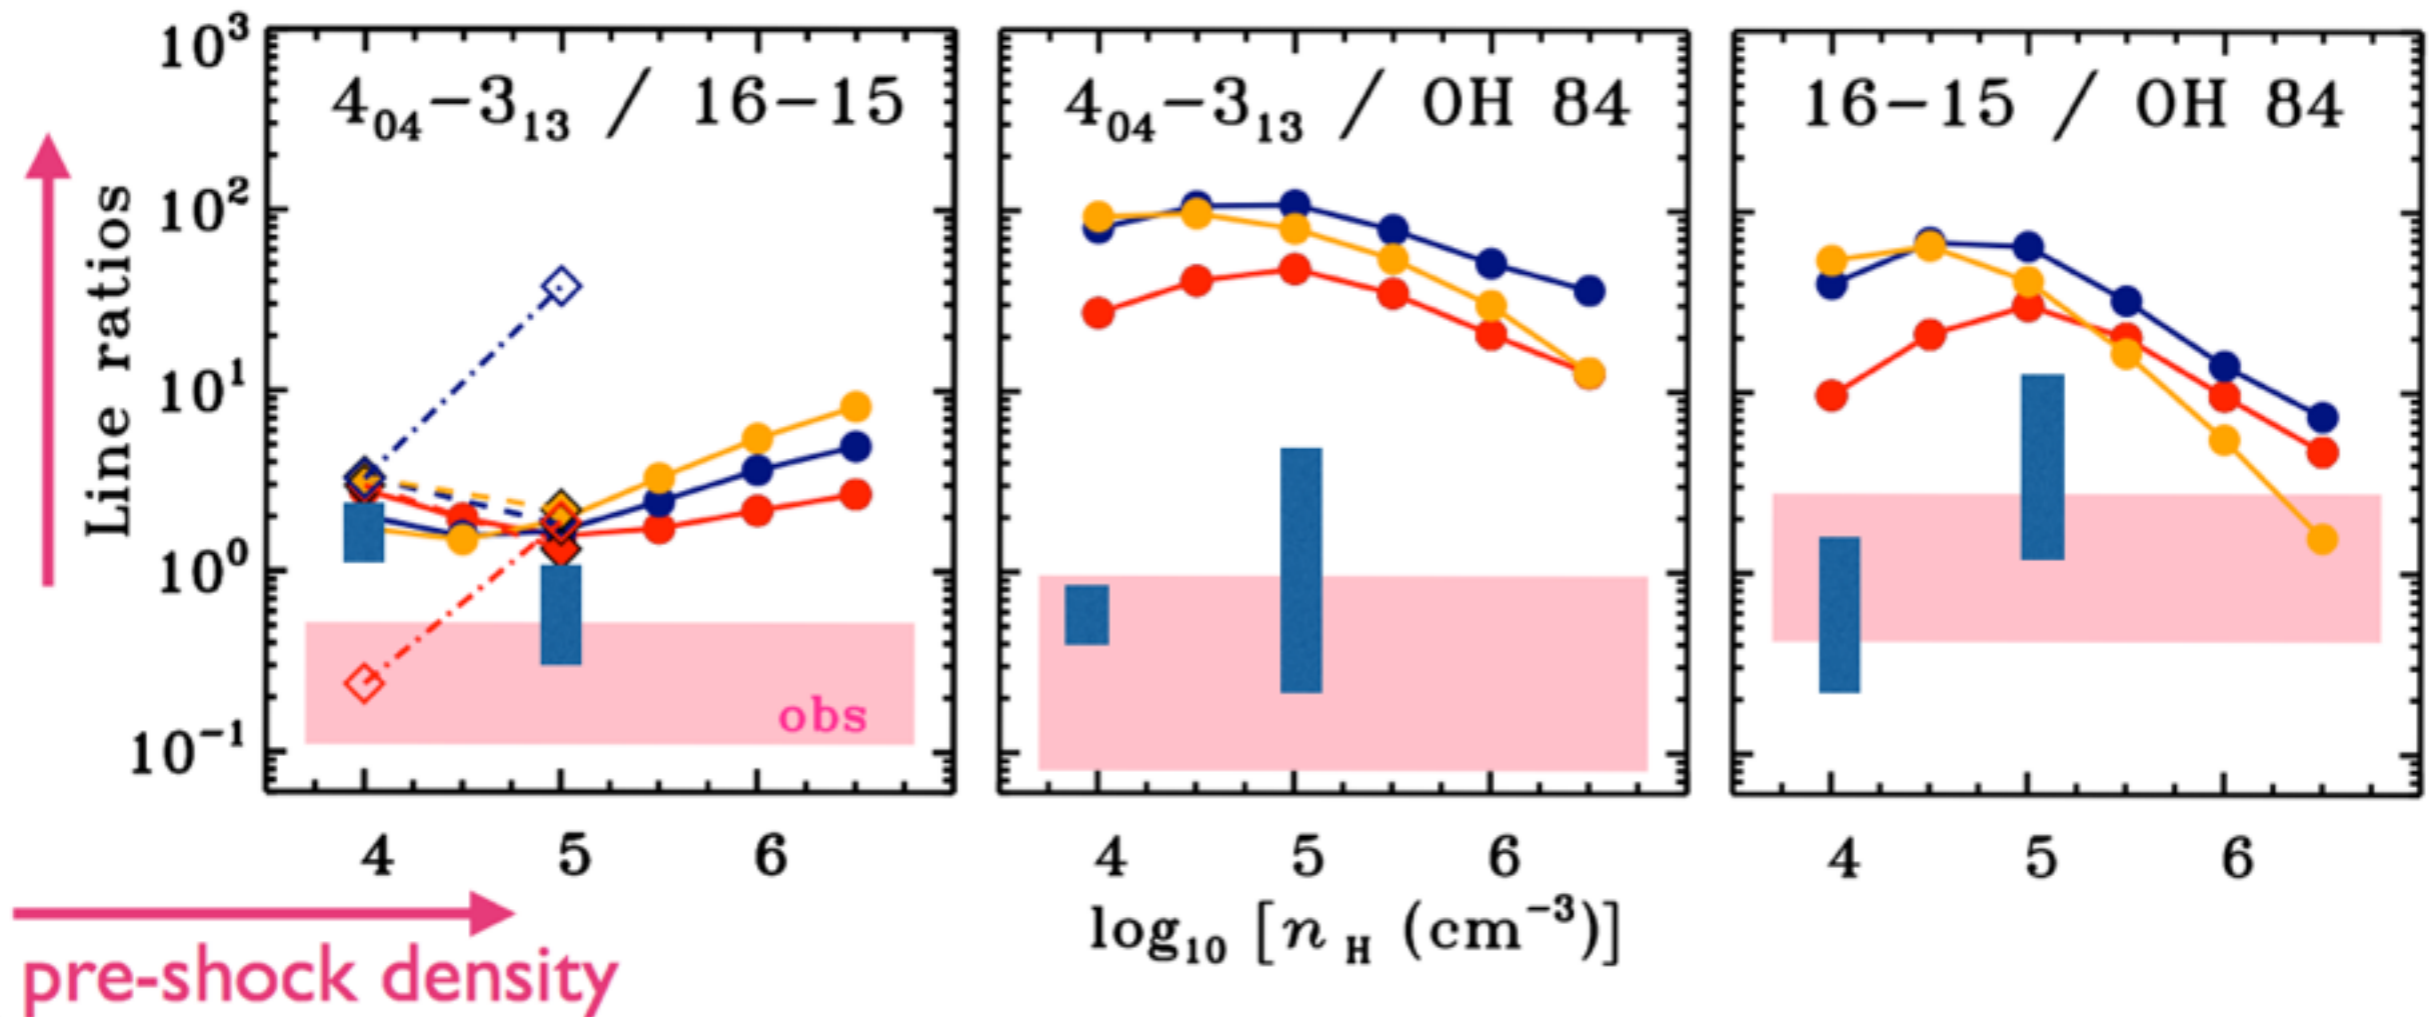 4₀₄−3₁₃ / 16−15
4₀₄−3₁₃ / OH 84
16−15 / OH 84
Line ratios
10³
10²
10¹
10⁰
10⁻¹
obs
4 5 6
4 5 6
4 5 6
log₁₀ [n H (cm⁻³)]
pre-shock density